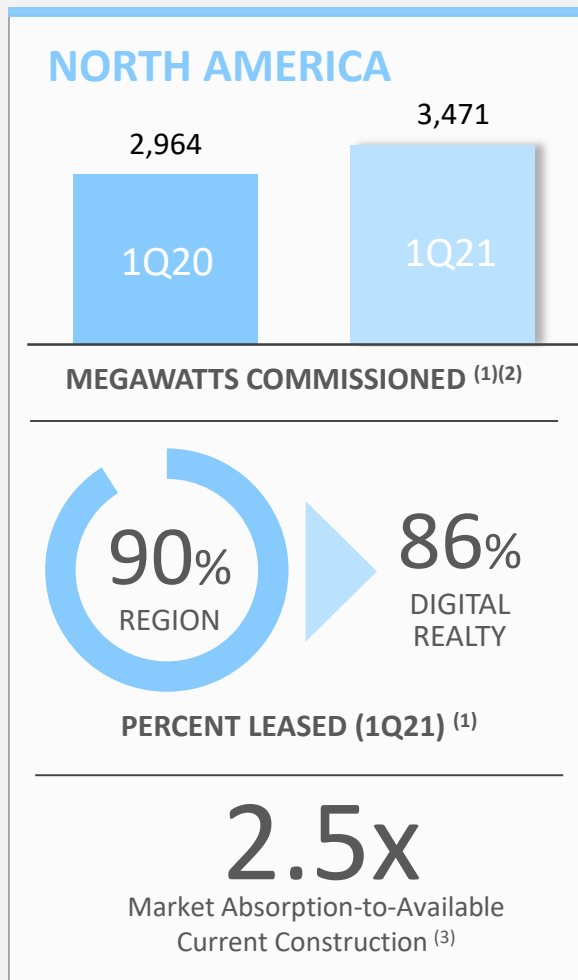 NORTH AMERICA
2,964
3,471
1Q20
1Q21
MEGAWATTS COMMISSIONED (1)(2)
90%
REGION
86%
DIGITAL
REALTY
PERCENT LEASED (1Q21) (1)
2.5x
Market Absorption-to-Available
Current Construction (3)